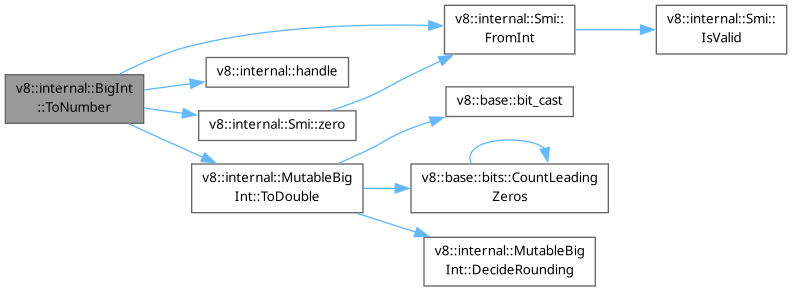 v8::internal::BigInt
::ToNumber
v8::internal::Smi::
FromInt
v8::internal::Smi::
IsValid
v8::internal::handle
v8::internal::Smi::zero
v8::internal::MutableBig
Int::ToDouble
v8::base::bit_cast
v8::base::bits::CountLeading
Zeros
v8::internal::MutableBig
Int::DecideRounding